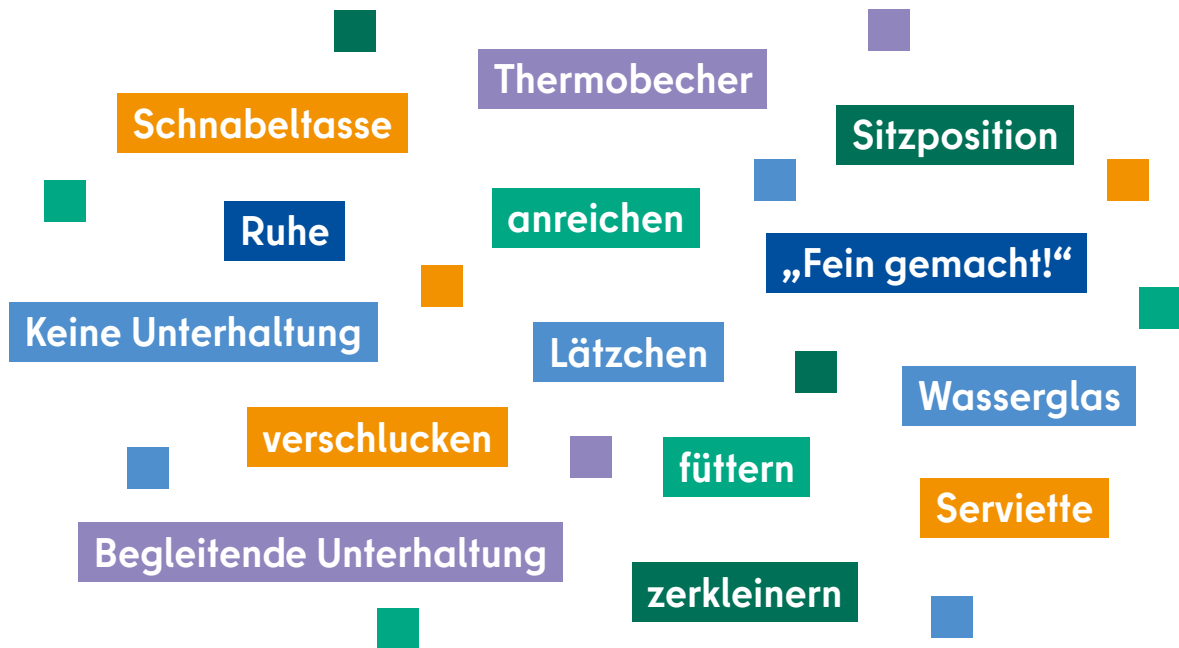 Thermobecher
Schnabeltasse
Sitzposition
Ruhe
anreichen
„Fein gemacht!“
Keine Unterhaltung
Lätzchen
Wasserglas
verschlucken
füttern
Serviette
Begleitende Unterhaltung
zerkleinern